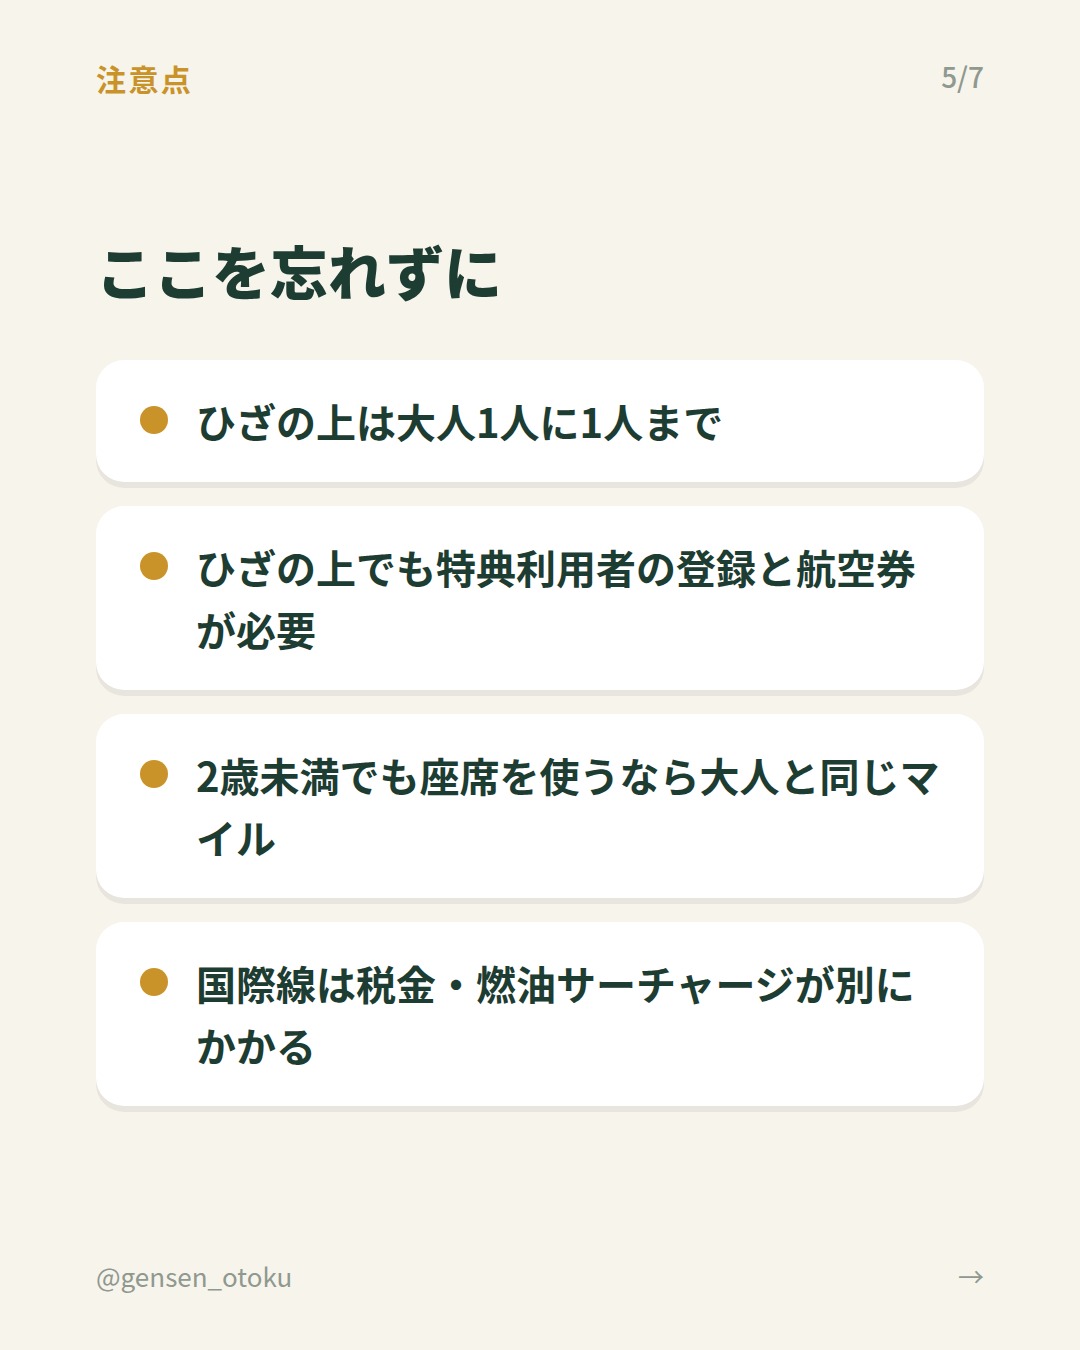 注意点
5/7
ここを忘れずに
ひざの上は大人1人に1人まで
ひざの上でも特典利用者の登録と航空券
が必要
2歳未満でも座席を使うなら大人と同じマ
イル
国際線は税金・燃油サーチャージが別に
かかる
@gensen_otoku
→